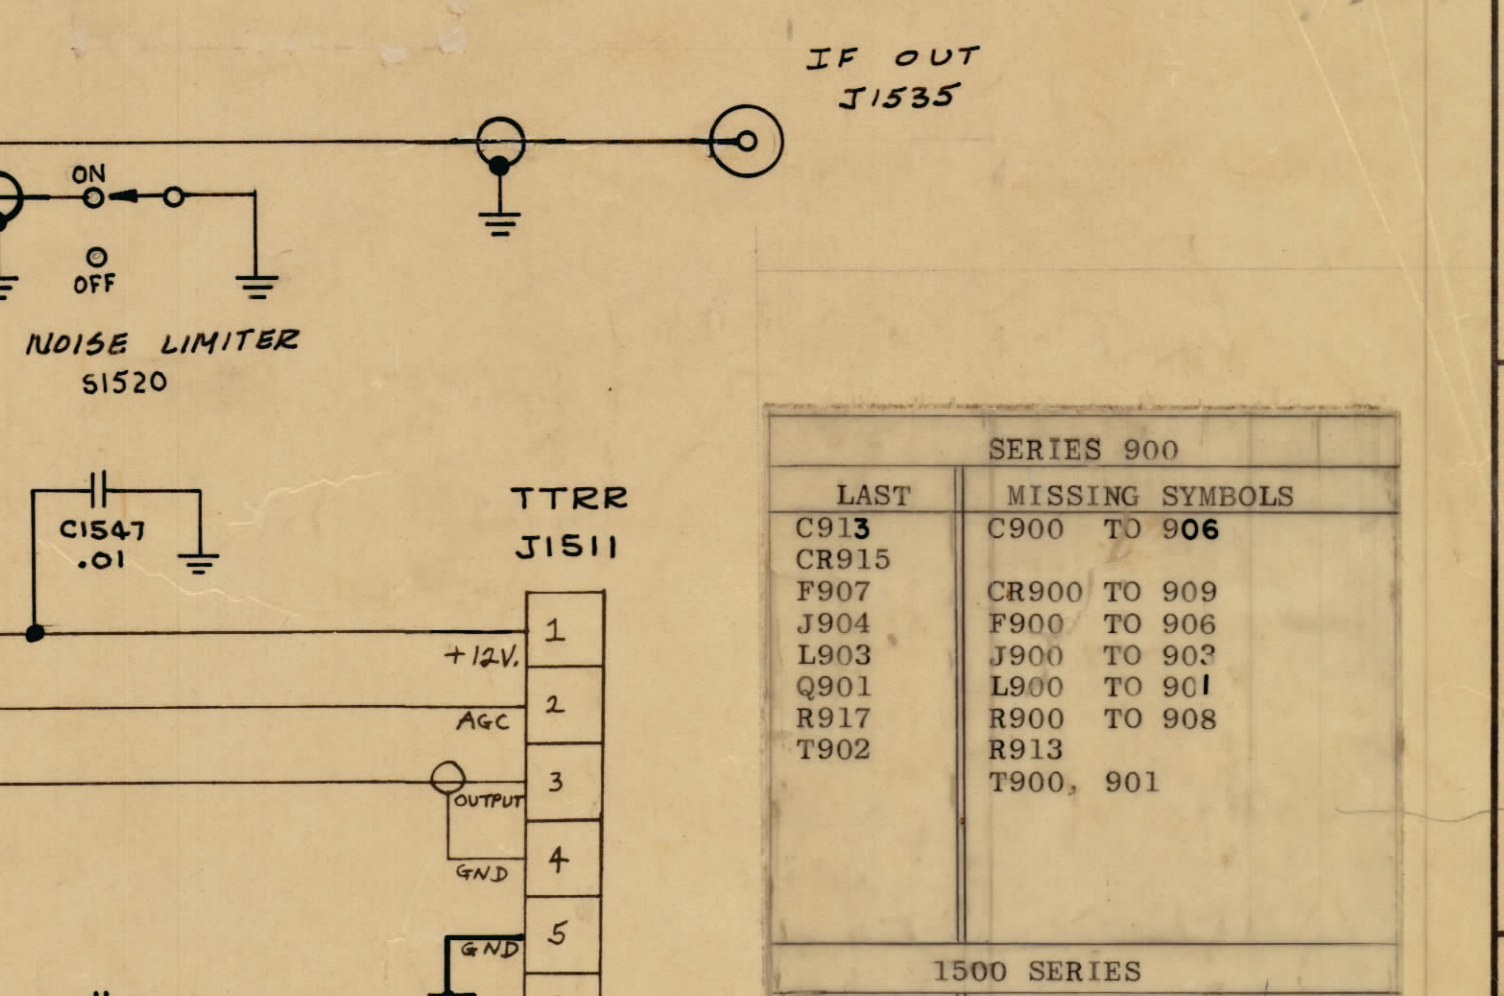 IF OUT
J1535
ON
OFF
NOISE LIMITER
S1520
C1547
.01
TTRR
J1511
1
+12V.
2
AGC
3
OUTPUT
4
GND
5
GND
SERIES 900
LAST MISSING SYMBOLS
C913 C900 TO 906
CR915
F907 CR900 TO 909
J904 F900 TO 906
L903 J900 TO 903
Q901 L900 TO 901
R917 R900 TO 908
T902 R913
T900, 901
1500 SERIES